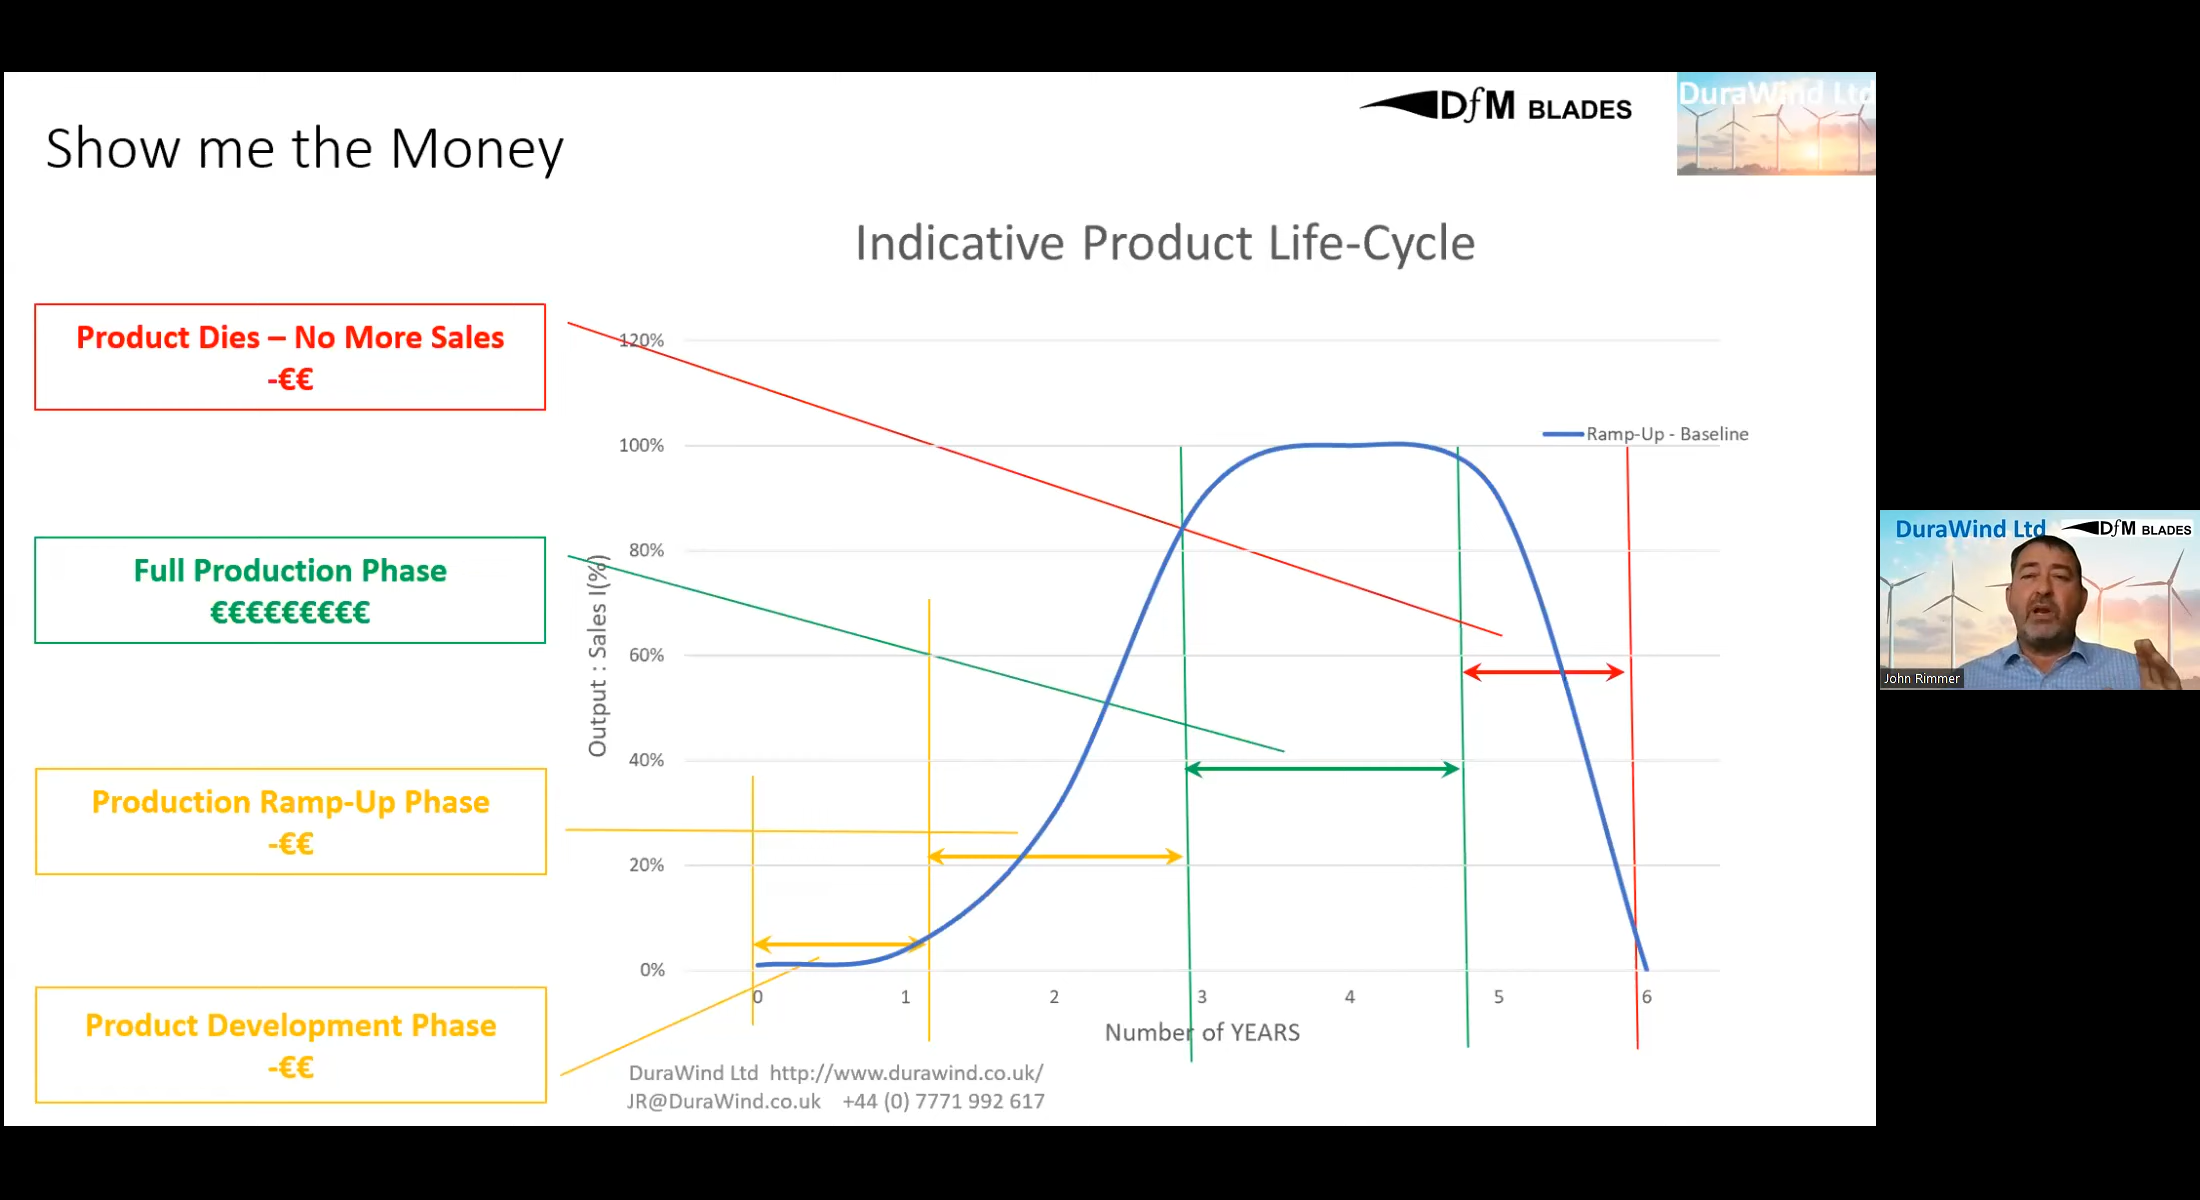 DfM BLADES
DuraWind Ltd
Show me the Money
Indicative Product Life-Cycle
Product Dies – No More Sales
-€€
Full Production Phase
€€€€€€€€€
Production Ramp-Up Phase
-€€
Product Development Phase
-€€
120%
100%
80%
60%
40%
20%
0%
Output : Sales I(%)
Ramp-Up - Baseline
0 1 2 3 4 5 6
Number of YEARS
DuraWind Ltd http://www.durawind.co.uk/
JR@DuraWind.co.uk +44 (0) 7771 992 617
DuraWind Ltd DfM BLADES
John Rimmer